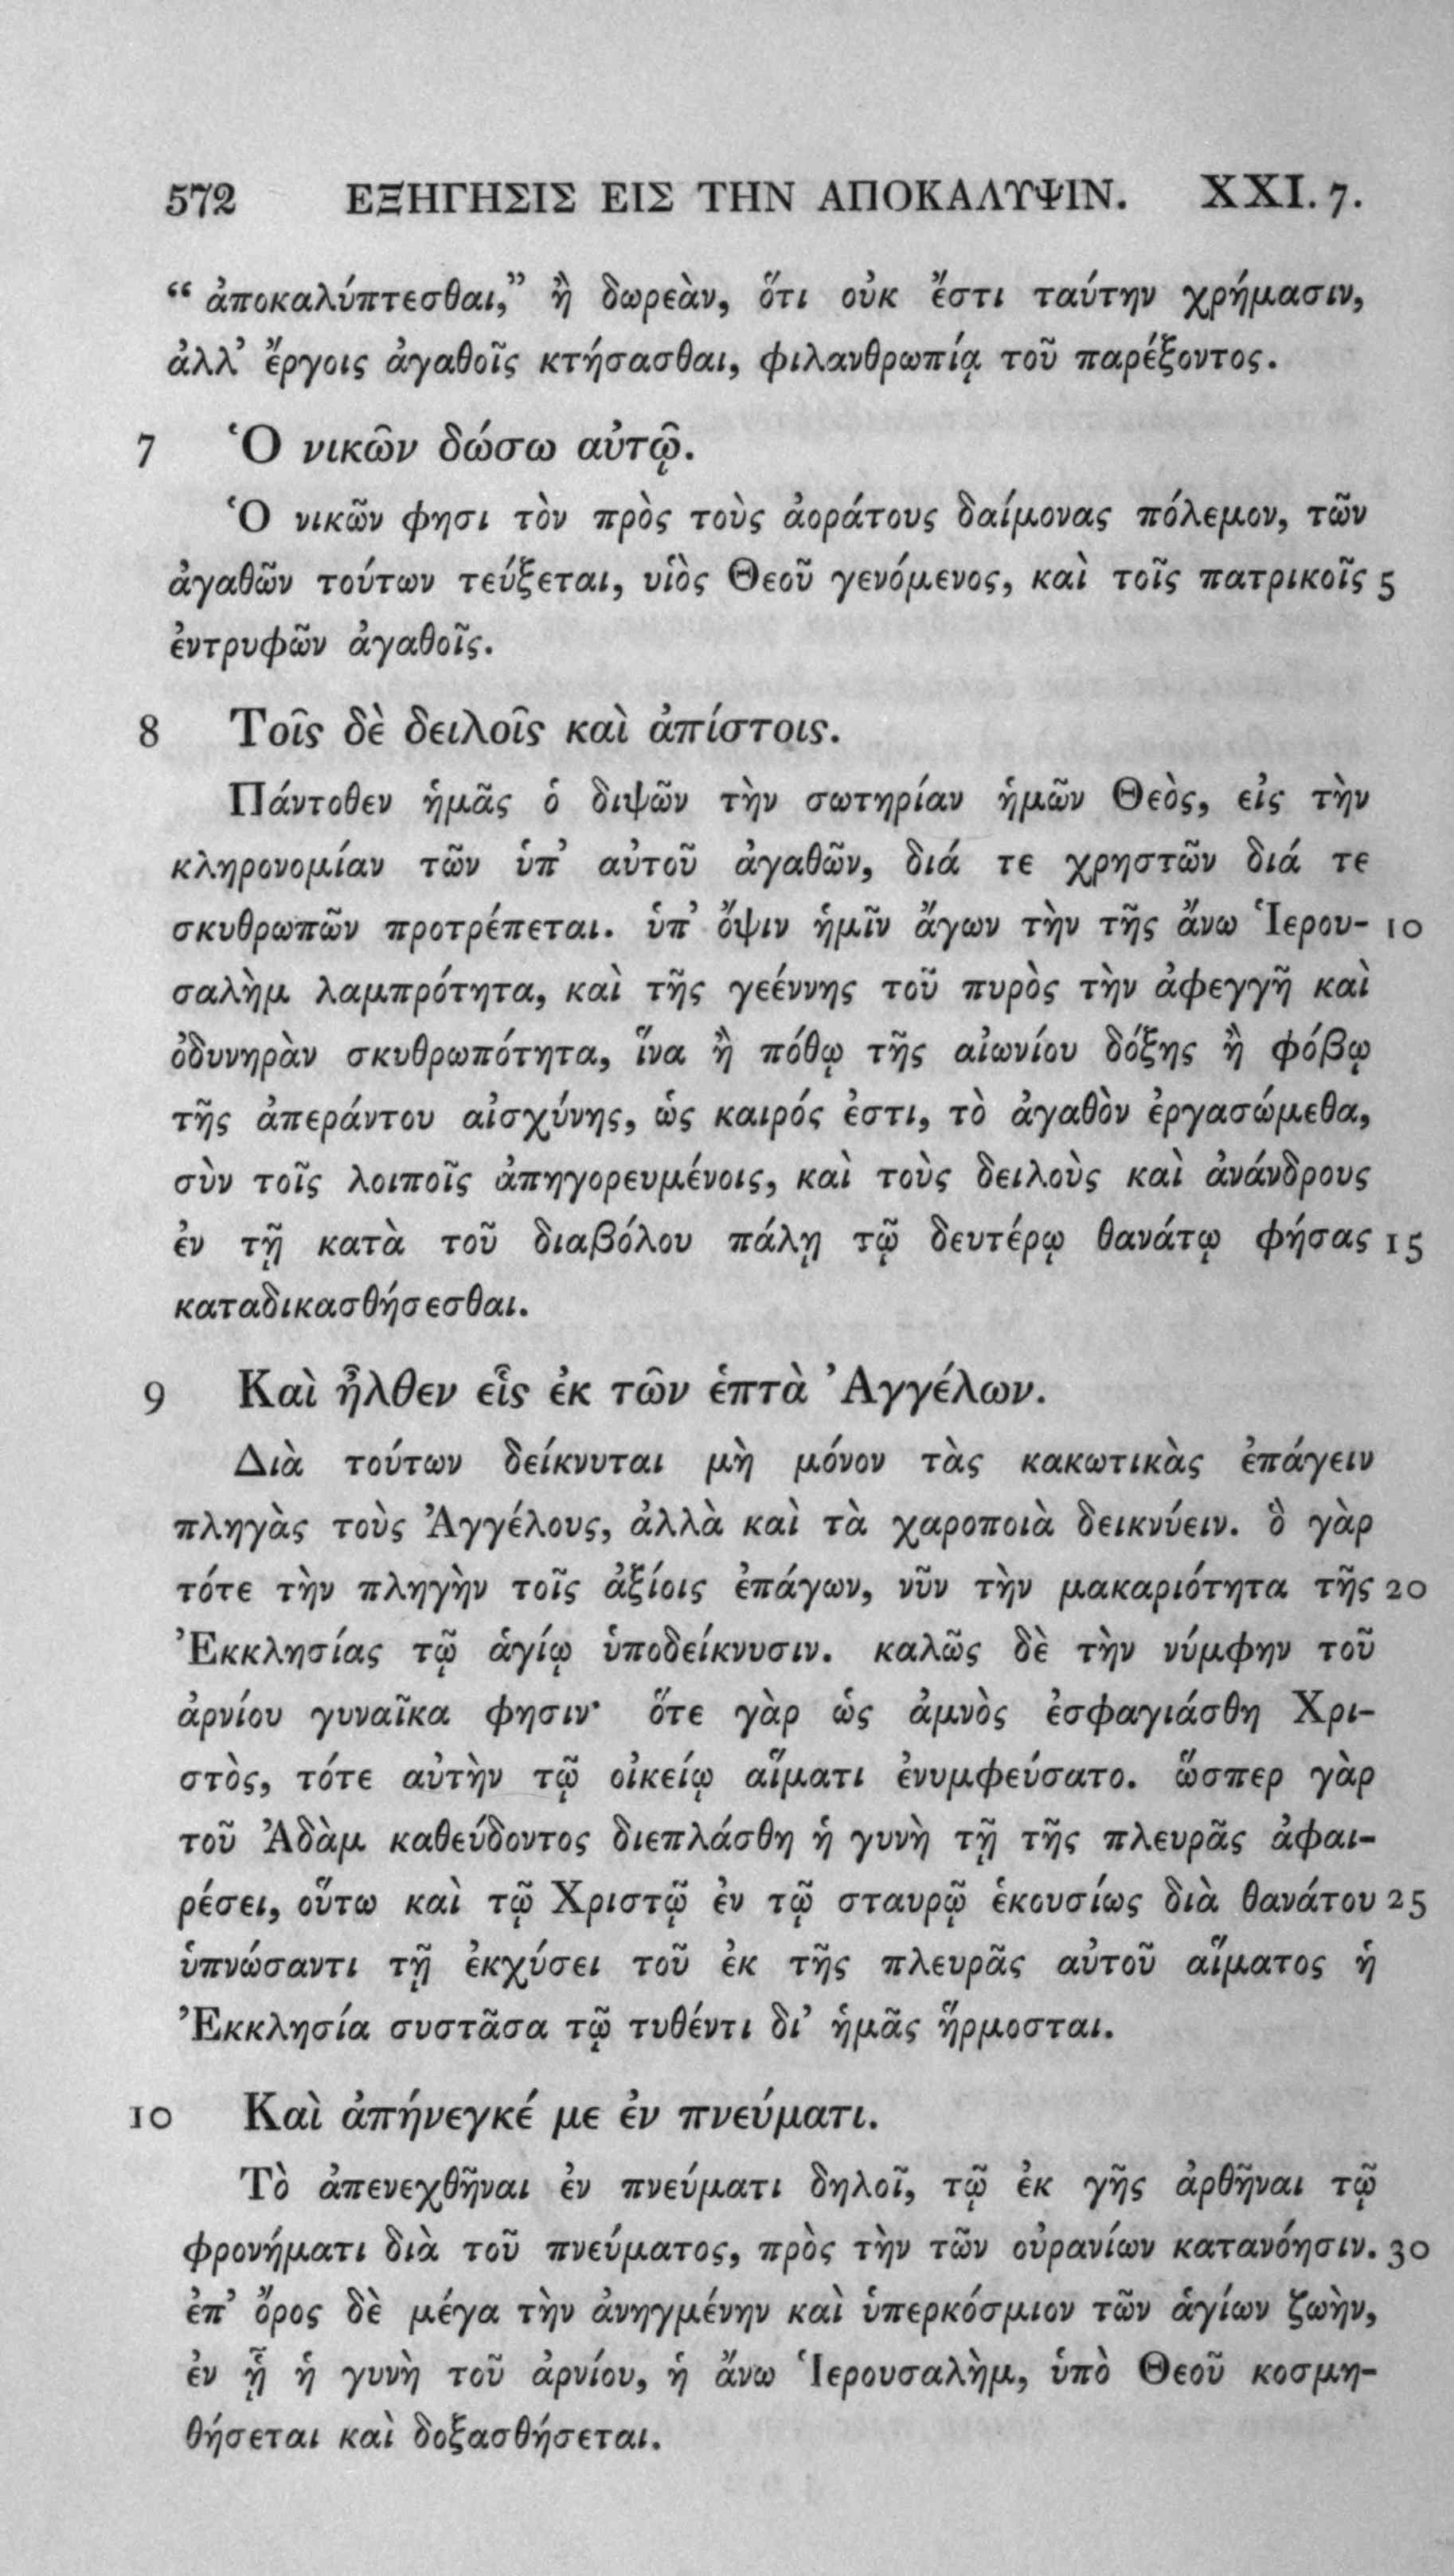 572 ΕΞΗΓΗΣΙΣ ΕΙΣ ΤΗΝ ΑΠΟΚΑΛΥΨΙΝ. XXI. 7.
“ ἀποκαλύπτεσθαι,” ἢ δωρεὰν, ὅτι οὐκ ἔστι ταύτην χρήμασιν,
ἀλλ’ ἔργοις ἀγαθοῖς κτήσασθαι, φιλανθρωπίᾳ τοῦ παρέξοντος.
7 Ὁ νικῶν δώσω αὐτῷ.
Ὁ νικῶν φησι τὸν πρὸς τοὺς ἀοράτους δαίμονας πόλεμον, τῶν
ἀγαθῶν τούτων τεύξεται, υἱὸς Θεοῦ γενόμενος, καὶ τοῖς πατρικοῖς 5
ἐντρυφῶν ἀγαθοῖς.
8 Τοῖς δὲ δειλοῖς καὶ ἀπίστοις.
Πάντοθεν ἡμᾶς ὁ διψῶν τὴν σωτηρίαν ἡμῶν Θεὸς, εἰς τὴν
κληρονομίαν τῶν ὑπ’ αὐτοῦ ἀγαθῶν, διά τε χρηστῶν διά τε
σκυθρωπῶν προτρέπεται. ὑπ’ ὄψιν ἡμῖν ἄγων τὴν τῆς ἄνω Ἱερου- 10
σαλὴμ λαμπρότητα, καὶ τῆς γεέννης τοῦ πυρὸς τὴν ἀφεγγῆ καὶ
ὀδυνηρὰν σκυθρωπότητα, ἵνα ἢ πόθῳ τῆς αἰωνίου δόξης ἢ φόβῳ
τῆς ἀπεράντου αἰσχύνης, ὡς καιρός ἐστι, τὸ ἀγαθὸν ἐργασώμεθα,
σὺν τοῖς λοιποῖς ἀπηγορευμένοις, καὶ τοὺς δειλοὺς καὶ ἀνάνδρους
ἐν τῇ κατὰ τοῦ διαβόλου πάλῃ τῷ δευτέρῳ θανάτῳ φήσας 15
καταδικασθήσεσθαι.
9 Καὶ ἦλθεν εἷς ἐκ τῶν ἑπτὰ Ἀγγέλων.
Διὰ τούτων δείκνυται μὴ μόνον τὰς κακωτικὰς ἐπάγειν
πληγὰς τοὺς Ἀγγέλους, ἀλλὰ καὶ τὰ χαροποιὰ δεικνύειν. ὃ γὰρ
τότε τὴν πληγὴν τοῖς ἀξίοις ἐπάγων, νῦν τὴν μακαριότητα τῆς 20
Ἐκκλησίας τῷ ἁγίῳ ὑποδείκνυσιν. καλῶς δὲ τὴν νύμφην τοῦ
ἀρνίου γυναῖκα φησιν· ὅτε γὰρ ὡς ἀμνὸς ἐσφαγιάσθη Χρι-
στὸς, τότε αὐτὴν τῷ οἰκείῳ αἵματι ἐνυμφεύσατο. ὥσπερ γὰρ
τοῦ Ἀδὰμ καθεύδοντος διεπλάσθη ἡ γυνὴ τῇ τῆς πλευρᾶς ἀφαι-
ρέσει, οὕτω καὶ τῷ Χριστῷ ἐν τῷ σταυρῷ ἑκουσίως διὰ θανάτου 25
ὑπνώσαντι τῇ ἐκχύσει τοῦ ἐκ τῆς πλευρᾶς αὐτοῦ αἵματος ἡ
Ἐκκλησία συστᾶσα τῷ τυθέντι δι’ ἡμᾶς ἥρμοσται.
10 Καὶ ἀπήνεγκέ με ἐν πνεύματι.
Τὸ ἀπενεχθῆναι ἐν πνεύματι δηλοῖ, τῷ ἐκ γῆς ἀρθῆναι τῷ
φρονήματι διὰ τοῦ πνεύματος, πρὸς τὴν τῶν οὐρανίων κατανόησιν. 30
ἐπ’ ὄρος δὲ μέγα τὴν ἀνηγμένην καὶ ὑπερκόσμιον τῶν ἁγίων ζωὴν,
ἐν ᾗ ἡ γυνὴ τοῦ ἀρνίου, ἡ ἄνω Ἱερουσαλὴμ, ὑπὸ Θεοῦ κοσμη-
θήσεται καὶ δοξασθήσεται.